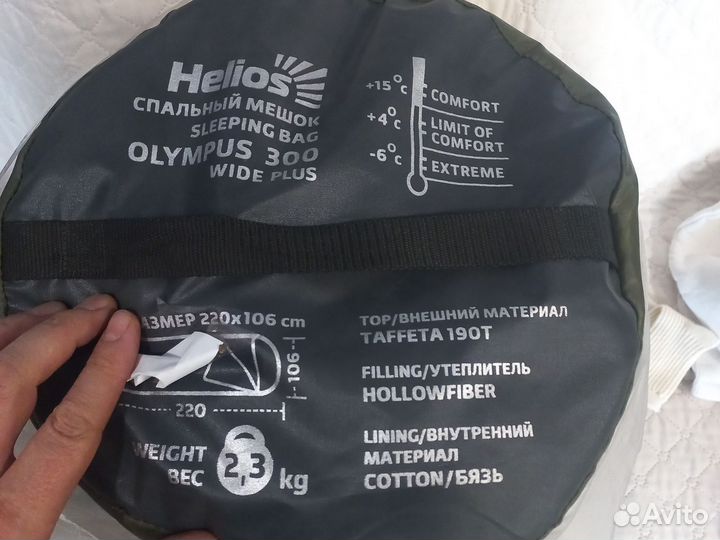 Helios
СПАЛЬНЫЙ МЕШОК
SLEEPING BAG
OLYMPUS 300
WIDE PLUS
+15°C COMFORT
+4°C LIMIT OF COMFORT
-6°C EXTREME
АЗМЕР 220x106 cm
106
220
WEIGHT
ВЕС
2,3 kg
TOP/ВНЕШНИЙ МАТЕРИАЛ
TAFFETA 190T
FILLING/УТЕПЛИТЕЛЬ
HOLLOWFIBER
LINING/ВНУТРЕННИЙ
МАТЕРИАЛ
COTTON/БЯЗЬ
Avito